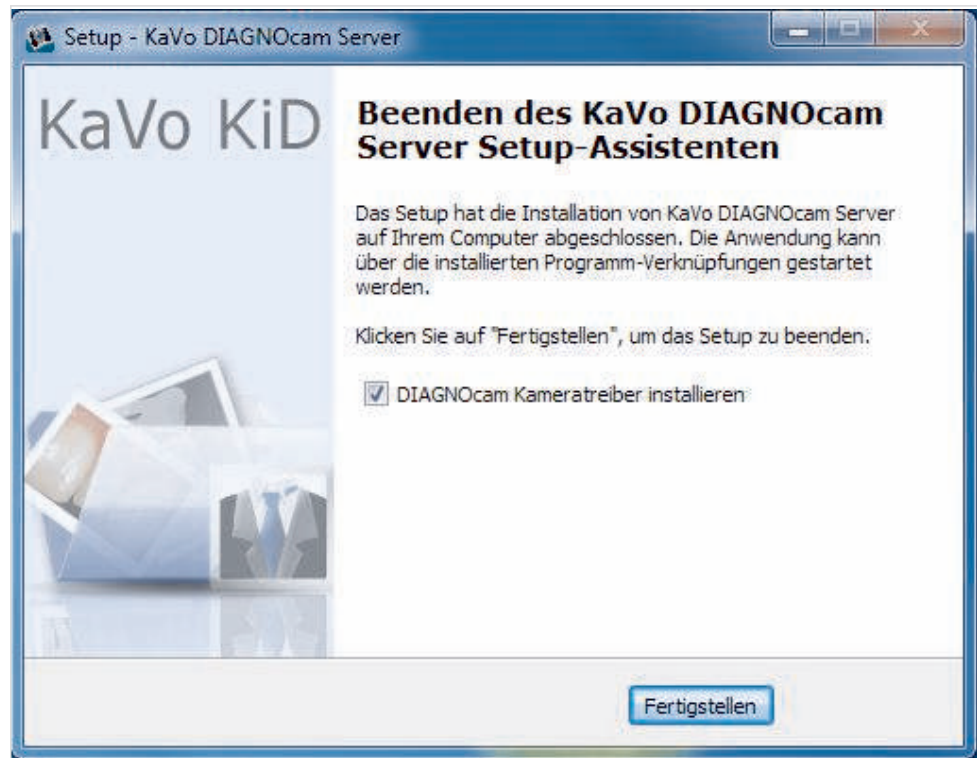 Setup - KaVo DIAGNOcam Server
KaVo KiD
Beenden des KaVo DIAGNOcam
Server Setup-Assistenten
Das Setup hat die Installation von KaVo DIAGNOcam Server
auf Ihrem Computer abgeschlossen. Die Anwendung kann
über die installierten Programm-Verknüpfungen gestartet
werden.
Klicken Sie auf "Fertigstellen", um das Setup zu beenden.
DIAGNOcam Kameratreiber installieren
Fertigstellen